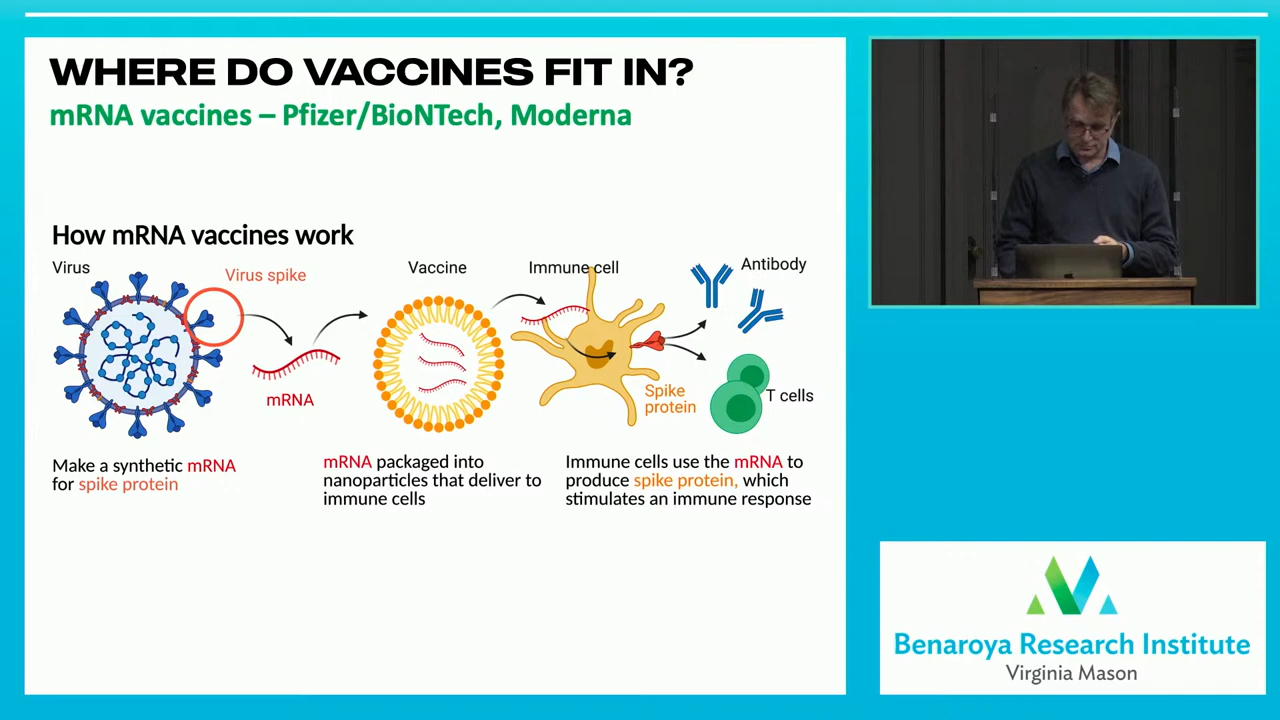 WHERE DO VACCINES FIT IN?
mRNA vaccines – Pfizer/BioNTech, Moderna
How mRNA vaccines work
Virus
Virus spike
mRNA
Vaccine
Immune cell
Antibody
Spike
protein
T cells
Make a synthetic mRNA
for spike protein
mRNA packaged into
nanoparticles that deliver to
immune cells
Immune cells use the mRNA to
produce spike protein, which
stimulates an immune response
Benaroya Research Institute
Virginia Mason